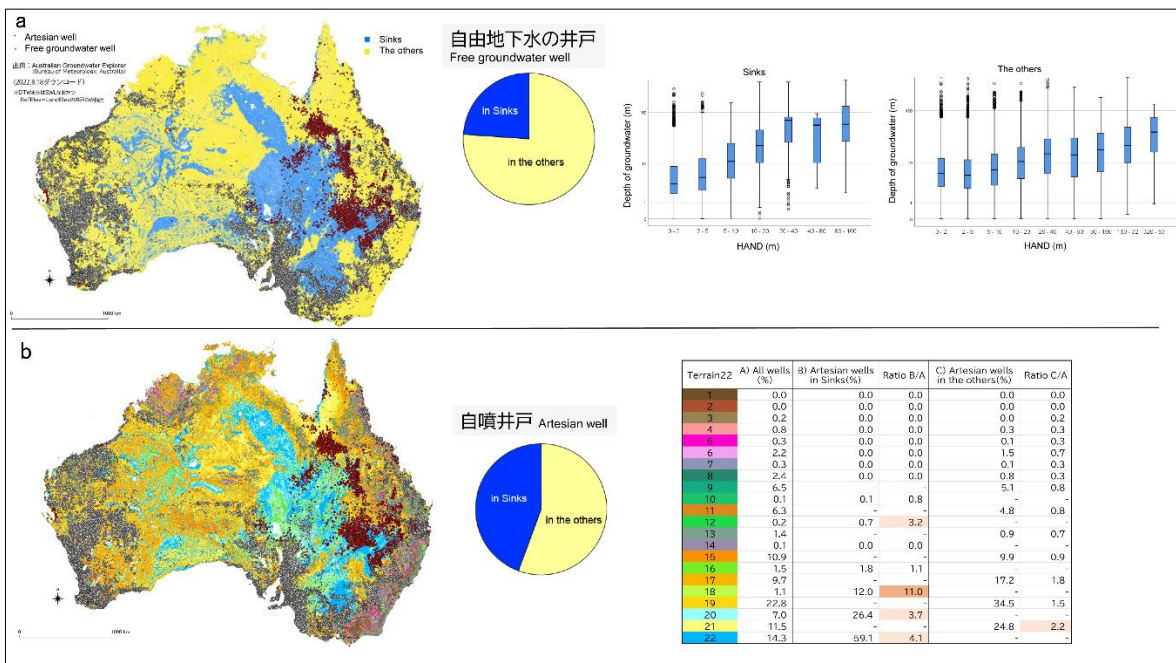 a
Artesian well
Free groundwater well
出典：Australian Groundwater Explorer
(2022.8.18ダウンロード)
Sinks
The others
1000 km
自由地下水の井戸
Free groundwater well
In Sinks
in the others
Sinks
Depth of groundwater (m)
HAND (m)
The others
Depth of groundwater (m)
HAND (m)
b
1000 km
自噴井戸 Artesian well
in Sinks
in the others
Terrain22 A) All wells (%) B) Artesian wells in Sinks(%) Ratio B/A C) Artesian wells in the others(%) Ratio C/A
1 0.0 0.0 0.0 0.0 0.0
2 0.0 0.0 0.0 0.0 0.0
3 0.2 0.0 0.0 0.0 0.2
4 0.8 0.0 0.0 0.3 0.3
5 0.3 0.0 0.0 0.1 0.3
6 2.2 0.0 0.0 1.5 0.7
7 0.3 0.0 0.0 0.1 0.3
8 2.4 0.0 0.0 0.8 0.3
9 6.5 - - 5.1 0.8
10 0.1 0.1 0.8 - -
11 6.3 - - 4.8 0.8
12 0.2 0.7 3.2 - -
13 1.4 - - 0.9 0.7
14 0.1 0.0 0.0 - -
15 10.9 - - 9.9 0.9
16 1.5 1.8 1.1 - -
17 9.7 - - 17.2 1.8
18 1.1 12.0 11.0 - -
19 22.8 - - 34.5 1.5
20 7.0 26.4 3.7 - -
21 11.5 - - 24.8 2.2
22 14.3 59.1 4.1 - -